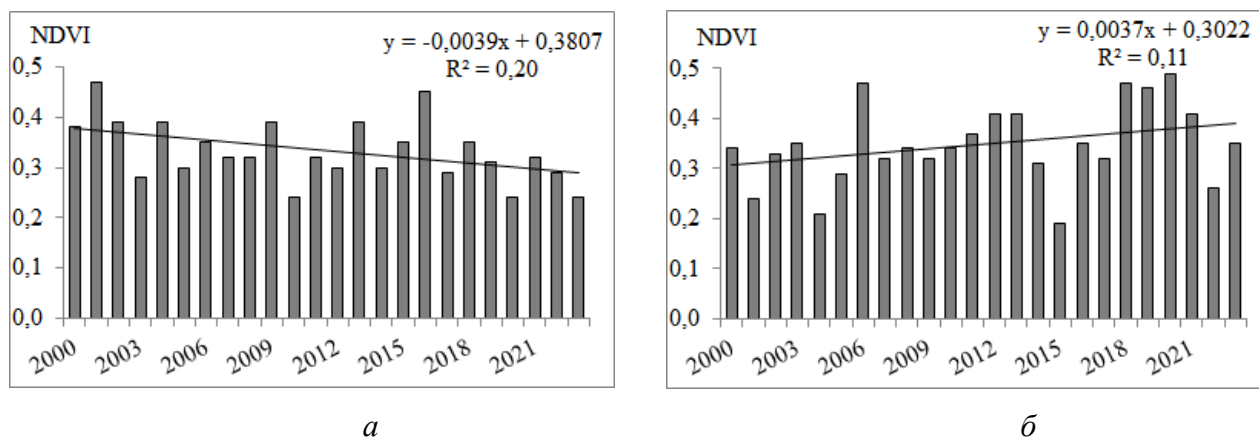 NDVI
y = -0,0039x + 0,3807
R² = 0,20
0,5
0,4
0,3
0,2
0,1
0,0
2000 2003 2006 2009 2012 2015 2018 2021
а
NDVI
y = 0,0037x + 0,3022
R² = 0,11
0,5
0,4
0,3
0,2
0,1
0,0
2000 2003 2006 2009 2012 2015 2018 2021
б